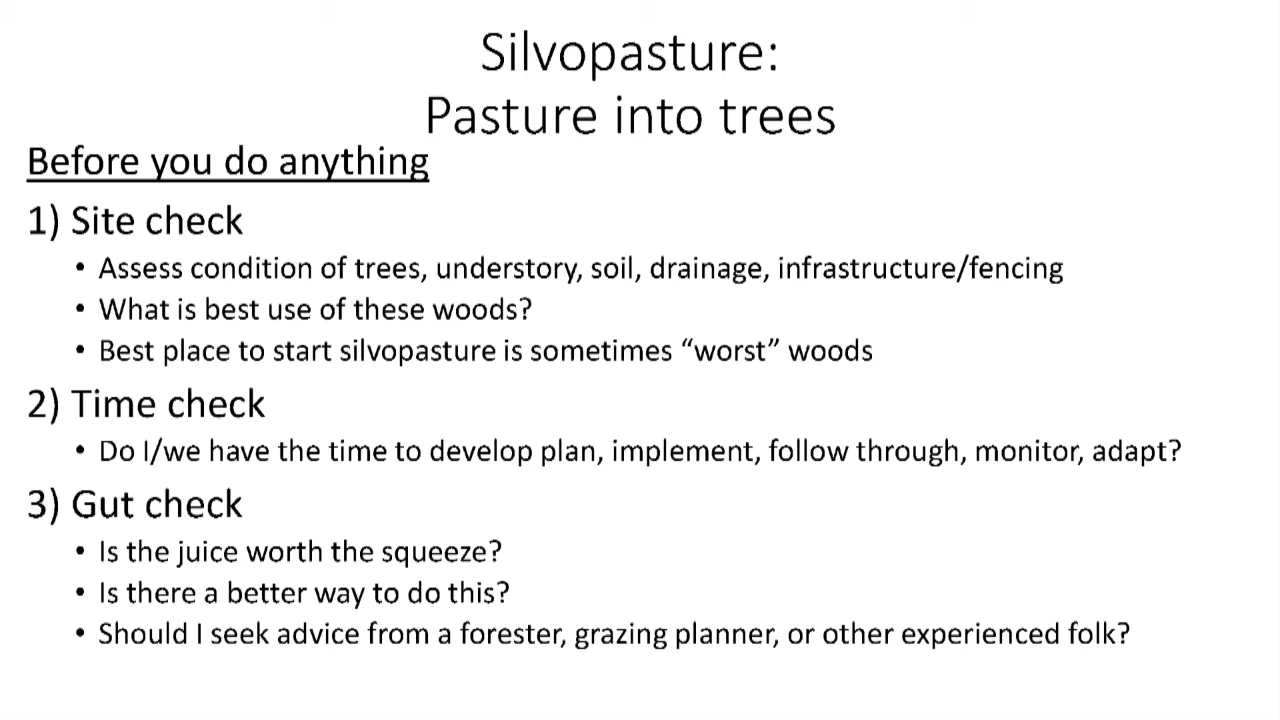 Silvopasture:
Pasture into trees
Before you do anything
1) Site check
• Assess condition of trees, understory, soil, drainage, infrastructure/fencing
• What is best use of these woods?
• Best place to start silvopasture is sometimes “worst” woods
2) Time check
• Do I/we have the time to develop plan, implement, follow through, monitor, adapt?
3) Gut check
• Is the juice worth the squeeze?
• Is there a better way to do this?
• Should I seek advice from a forester, grazing planner, or other experienced folk?